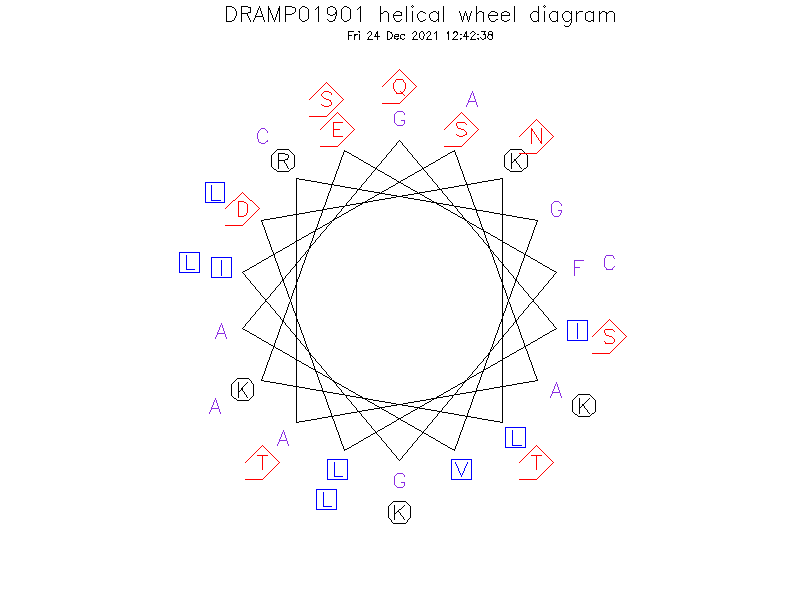 DRAMP01901 helical wheel diagram
Fri 24 Dec 2021 12:42:38
Q
S
A
G
E
S
N
C
R
K
L
D
G
L
I
F
C
A
I
S
K
A
A
K
A
L
T
L
V
T
G
L
K